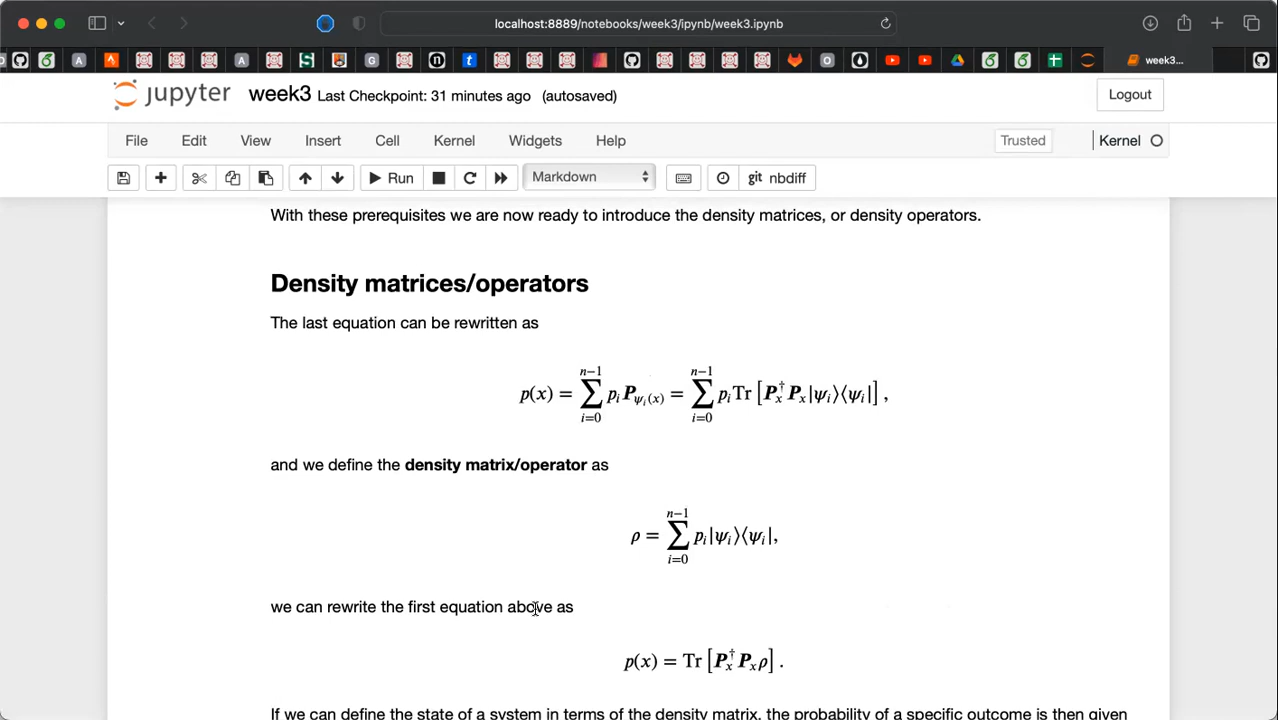 localhost:8889/notebooks/week3/ipynb/week3.ipynb
week3...
jupyter week3 Last Checkpoint: 31 minutes ago (autosaved) Logout
File Edit View Insert Cell Kernel Widgets Help Trusted Kernel
Run Markdown git nbdiff
With these prerequisites we are now ready to introduce the density matrices, or density operators.
Density matrices/operators
The last equation can be rewritten as
p(x) = ∑_{i=0}^{n−1} p_i P_{ψ_i(x)} = ∑_{i=0}^{n−1} p_i Tr [P_x^† P_x|ψ_i⟩⟨ψ_i|] ,
and we define the density matrix/operator as
ρ = ∑_{i=0}^{n−1} p_i|ψ_i⟩⟨ψ_i|,
we can rewrite the first equation above as
p(x) = Tr [P_x^† P_x ρ] .
If we can define the state of a system in terms of the density matrix, the probability of a specific outcome is then given